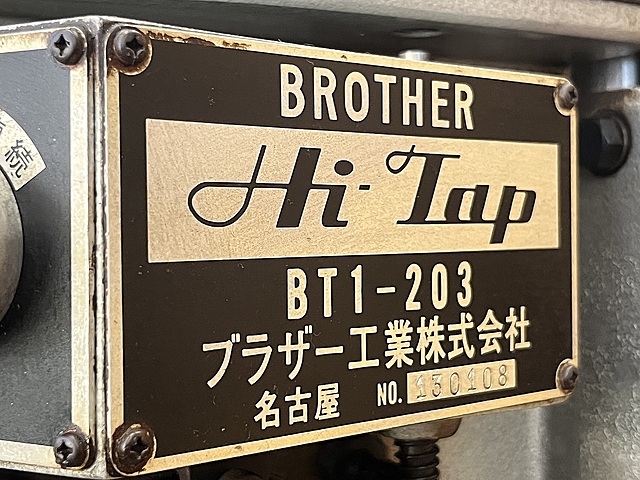 BROTHER
Hi-Tap
BT1-203
ブラザー工業株式会社
名古屋 NO. 130108
続